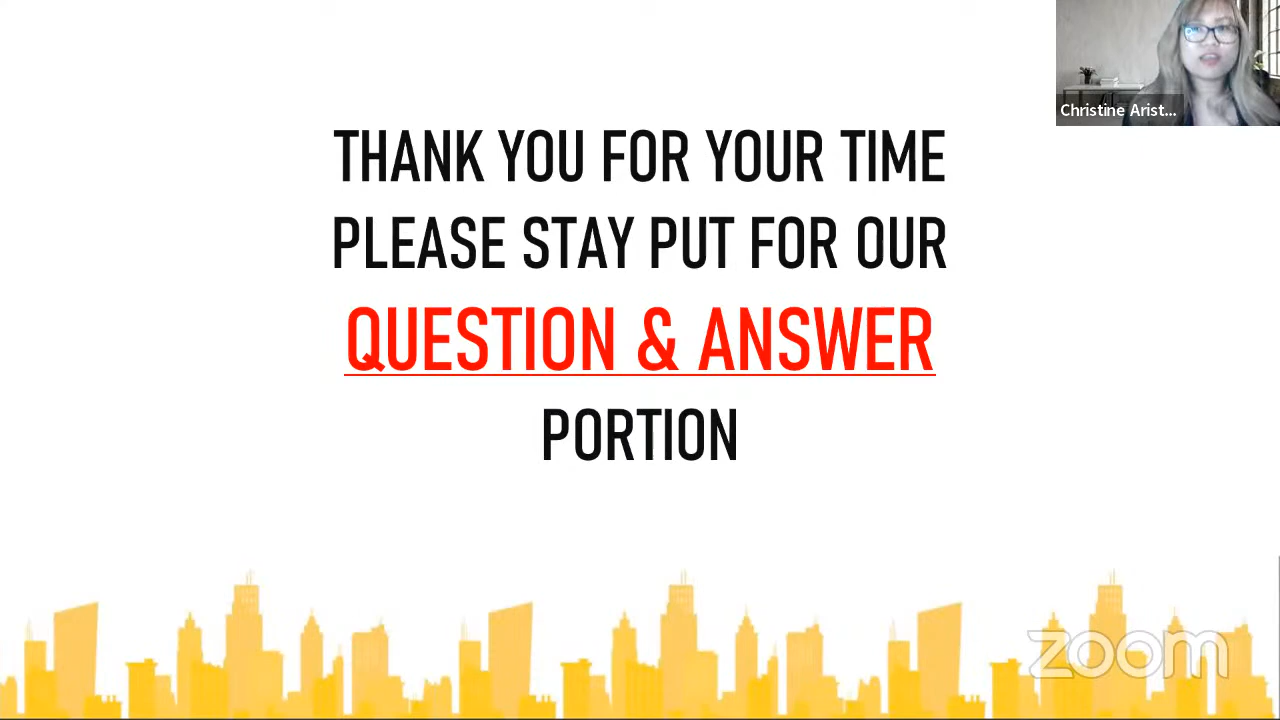 Christine Arist...
THANK YOU FOR YOUR TIME
PLEASE STAY PUT FOR OUR
QUESTION & ANSWER
PORTION
zoom